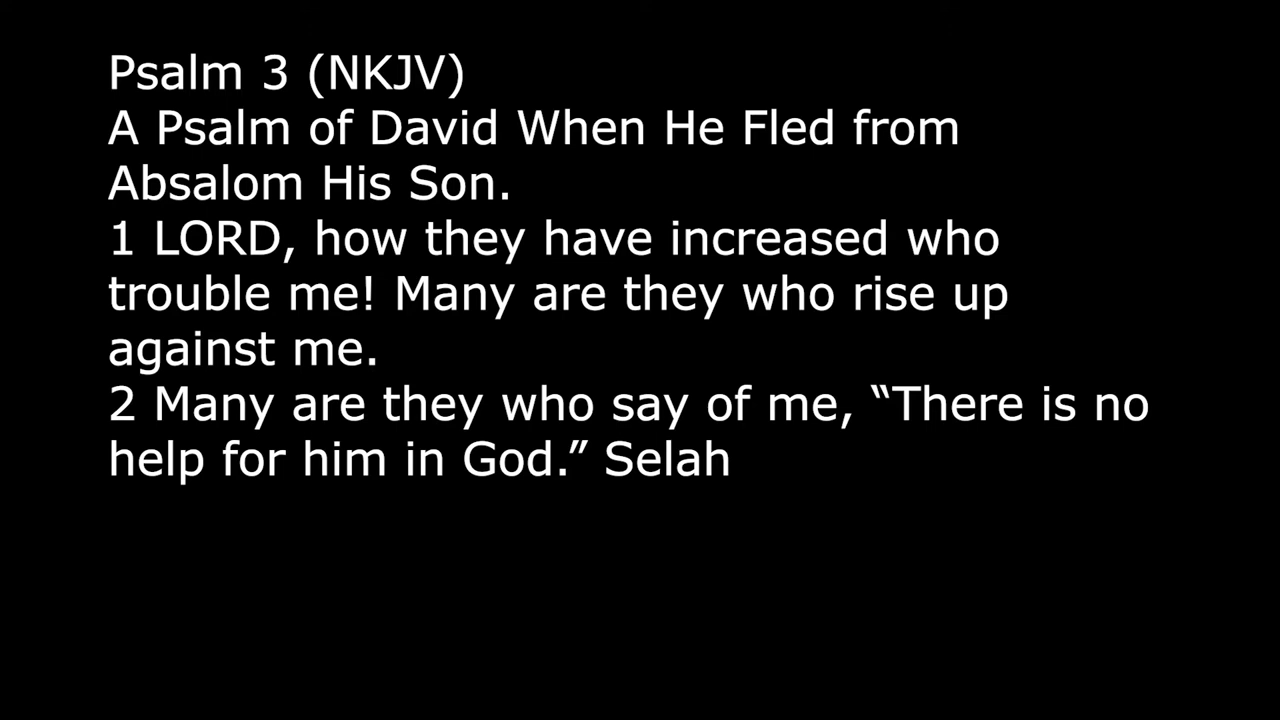 Psalm 3 (NKJV)
A Psalm of David When He Fled from
Absalom His Son.
1 LORD, how they have increased who
trouble me! Many are they who rise up
against me.
2 Many are they who say of me, “There is no
help for him in God.” Selah